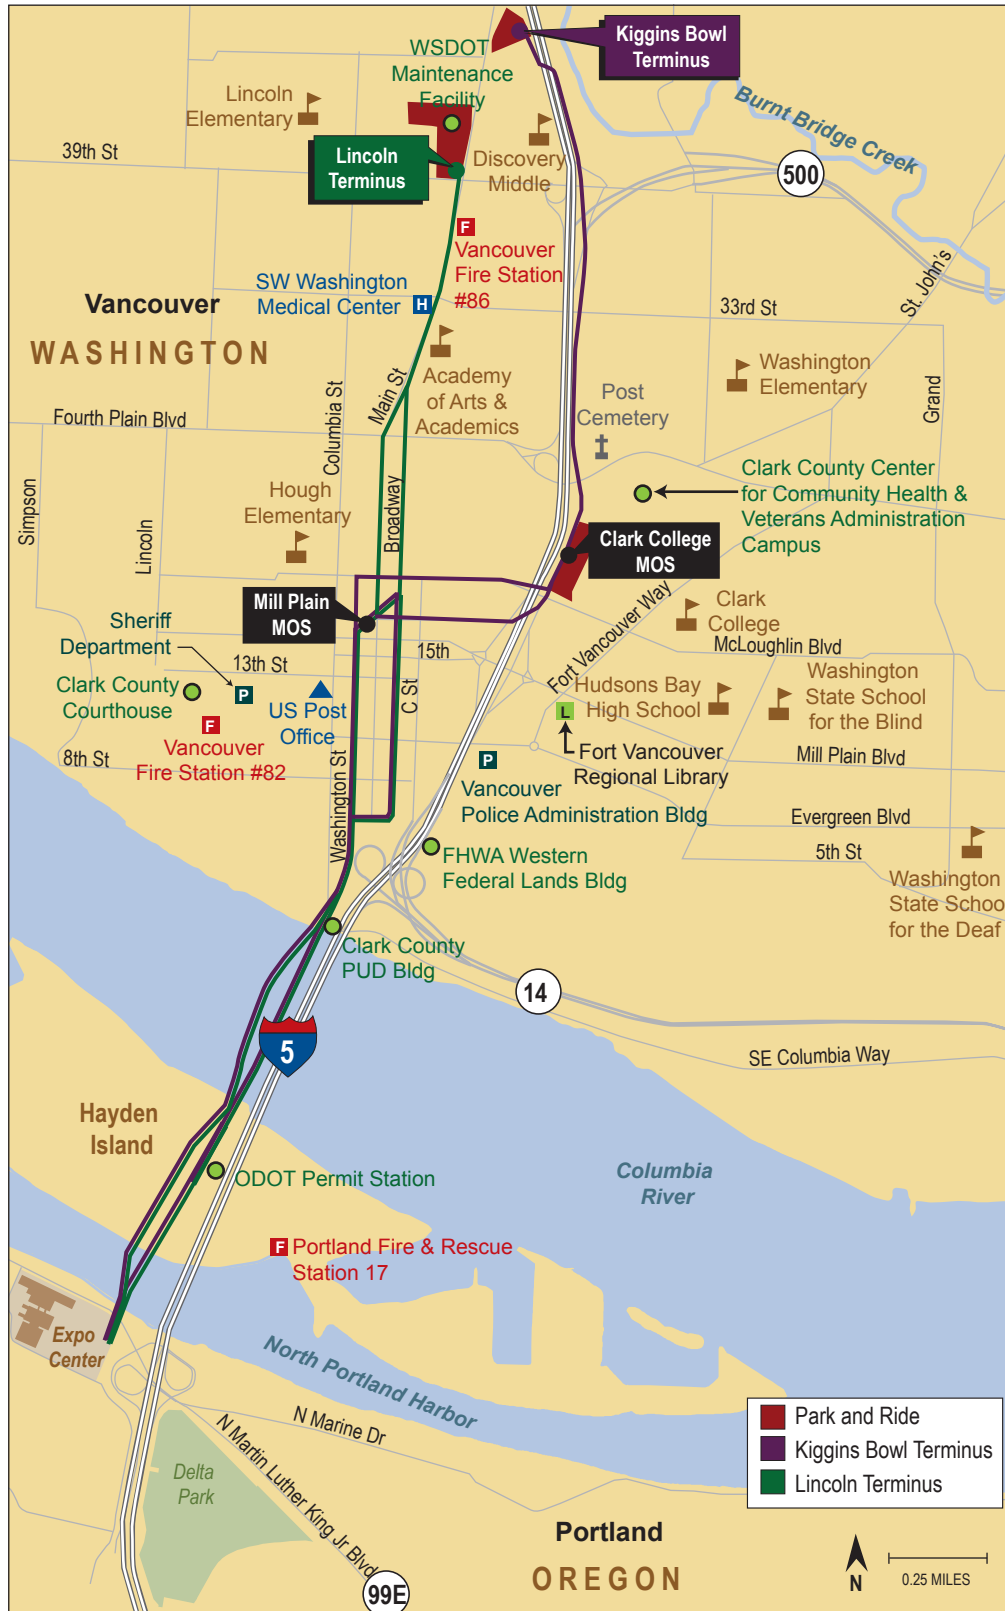 Kiggins Bowl
Terminus
WSDOT
Maintenance
Facility
Lincoln
Elementary
Burnt Bridge Creek
39th St
Lincoln
Terminus
Discovery
Middle
500
F
Vancouver
Fire Station
#86
SW Washington
Medical Center
H
St. John's
Vancouver
WASHINGTON
33rd St
Academy
of Arts &
Academics
Washington
Elementary
Columbia St
Main St
Post
Cemetery
Grand
Fourth Plain Blvd
Simpson
Lincoln
Hough
Elementary
Broadway
Clark County Center
for Community Health &
Veterans Administration
Campus
Clark College
MOS
Mill Plain
MOS
Fort Vancouver Way
Clark
College
McLoughlin Blvd
Sheriff
Department
13th St
15th
C St
P
Clark County
Courthouse
US Post
Office
F
Vancouver
Fire Station #82
8th St
Washington St
Hudsons Bay
High School
Washington
State School
for the Blind
L
Fort Vancouver
Regional Library
Mill Plain Blvd
P
Vancouver
Police Administration Bldg
Evergreen Blvd
5th St
FHWA Western
Federal Lands Bldg
Washington
State Schoo
for the Deaf
Clark County
PUD Bldg
14
5
SE Columbia Way
Hayden
Island
ODOT Permit Station
Columbia
River
F
Portland Fire & Rescue
Station 17
Expo
Center
North Portland Harbor
N Marine Dr
N Martin Luther King Jr Blvd
Delta
Park
99E
Portland
OREGON
Park and Ride
Kiggins Bowl Terminus
Lincoln Terminus
N
0.25 MILES